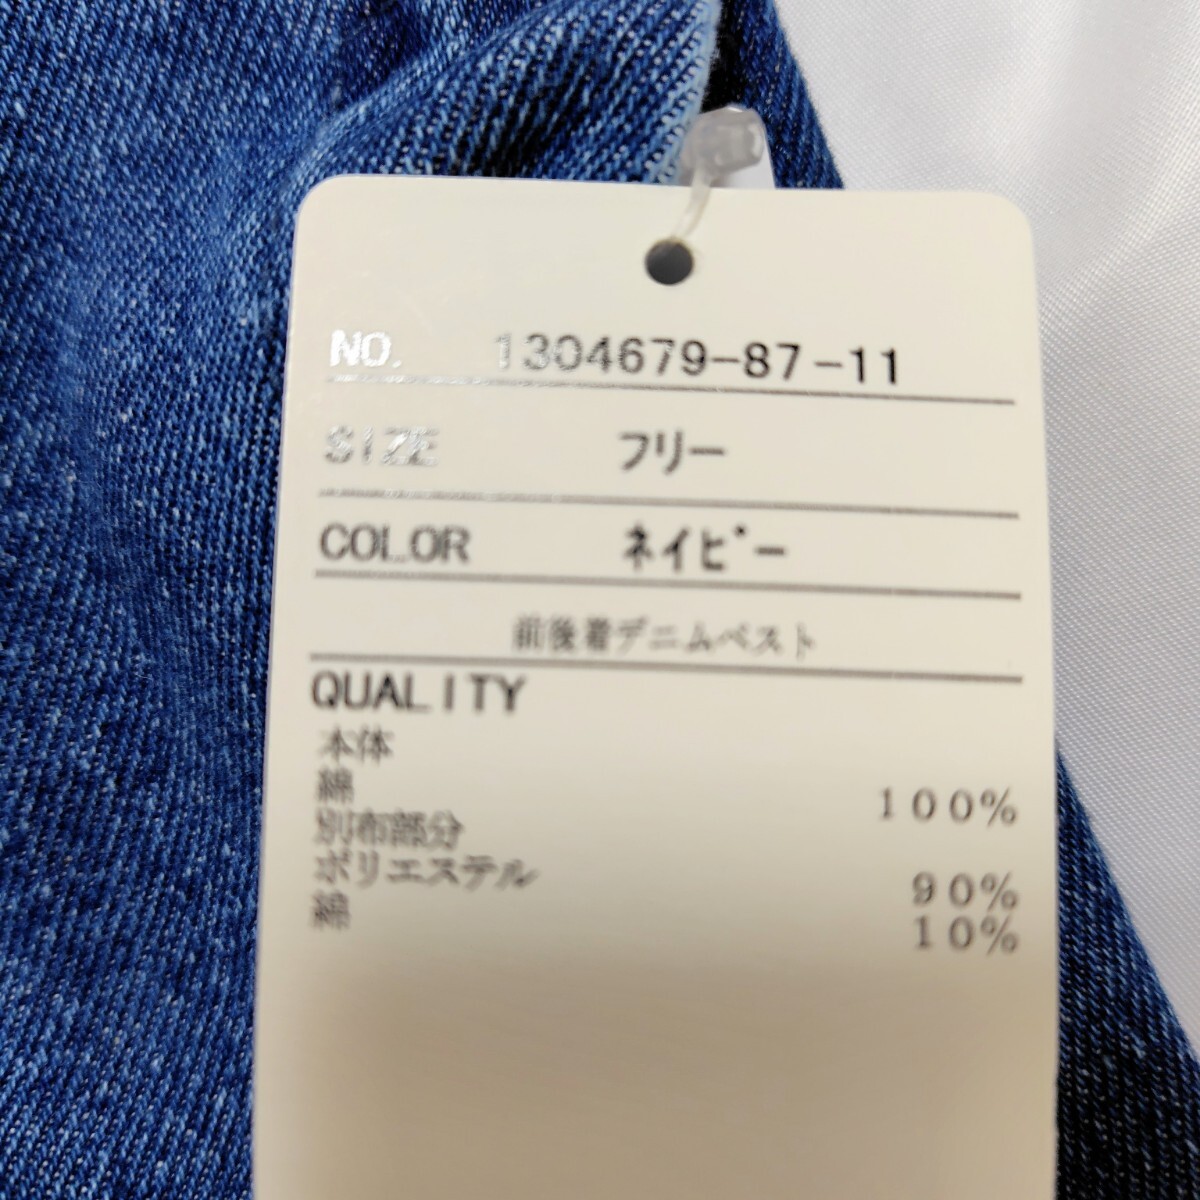 NO. 1304679-87-11
SIZE フリー
COLOR ネイビー
前後着デニムベスト
QUALITY
本体
綿 100%
別布部分
ポリエステル 90%
綿 10%